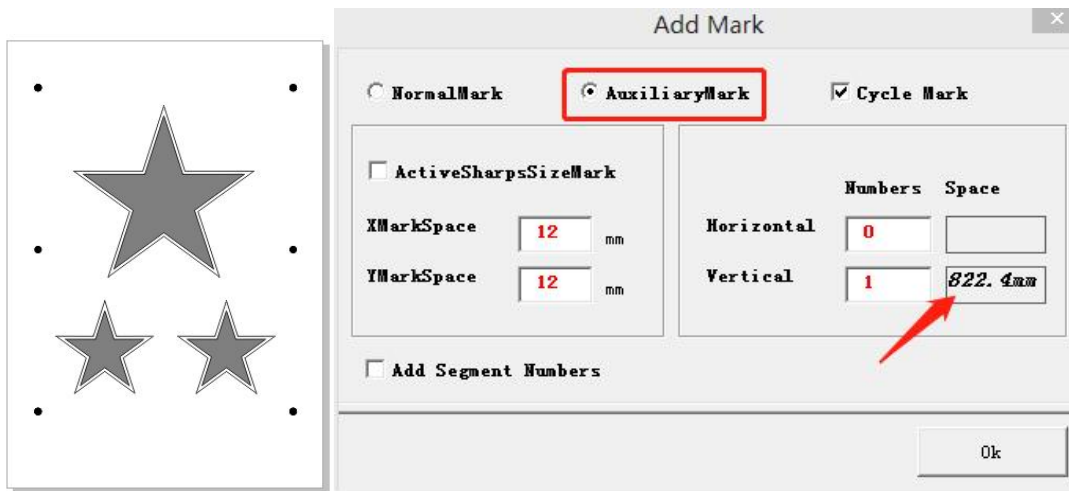 Add Mark
NormalMark AuxiliaryMark Cycle Mark
ActiveSharpsSizeMark
XMarkSpace 12 mm
YMarkSpace 12 mm
Numbers Space
Horizontal 0
Vertical 1 822.4mm
Add Segment Numbers
Ok